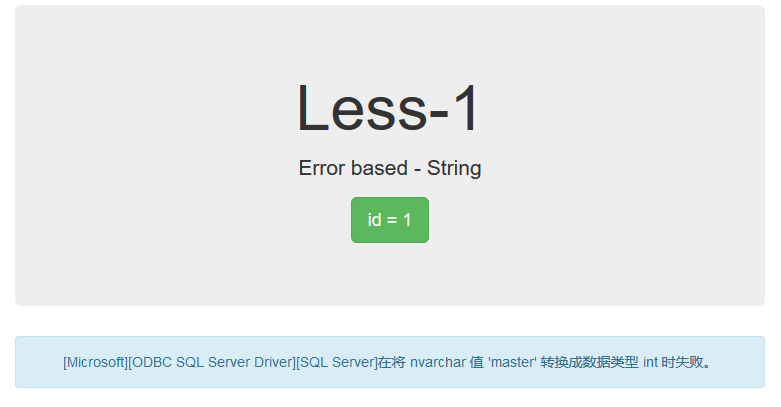 Less-1
Error based - String
id = 1
[Microsoft][ODBC SQL Server Driver][SQL Server]在将 nvarchar 值 'master' 转换成数据类型 int 时失败。